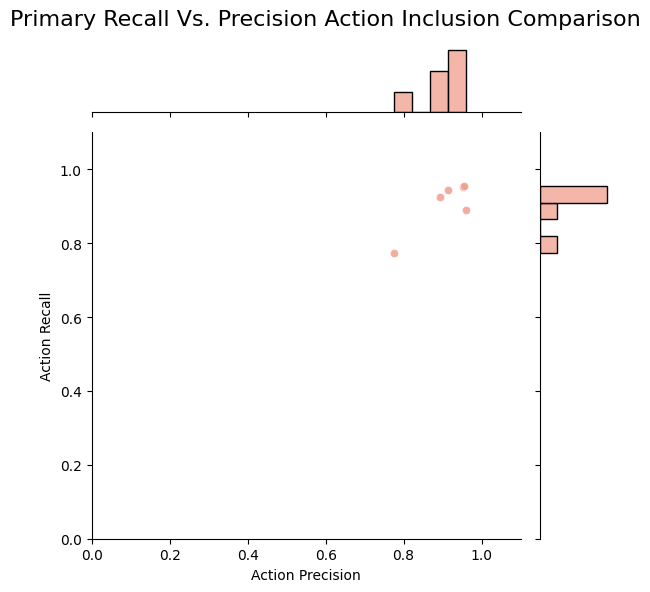 Primary Recall Vs. Precision Action Inclusion Comparison
1.0
0.8
0.6
0.4
0.2
0.0
Action Recall
0.0 0.2 0.4 0.6 0.8 1.0
Action Precision